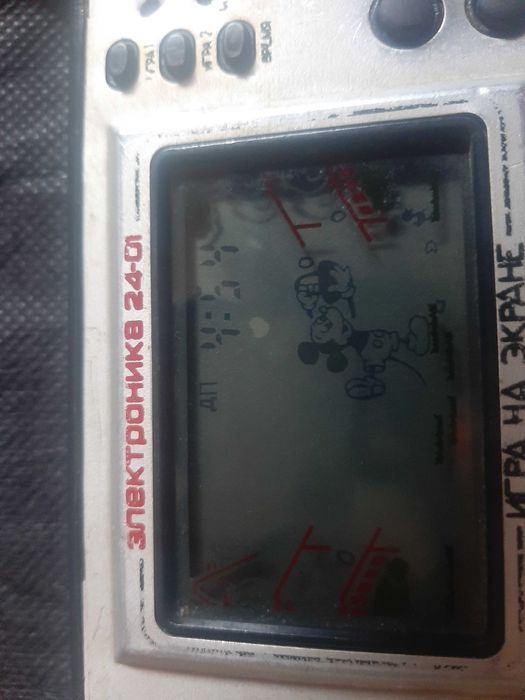 ИГРА 1
ИГРА 2
ВРЕМЯ
ЭЛЕКТРОНИКА 24-01
ДП
ИГРА НА ЭКРАНЕ